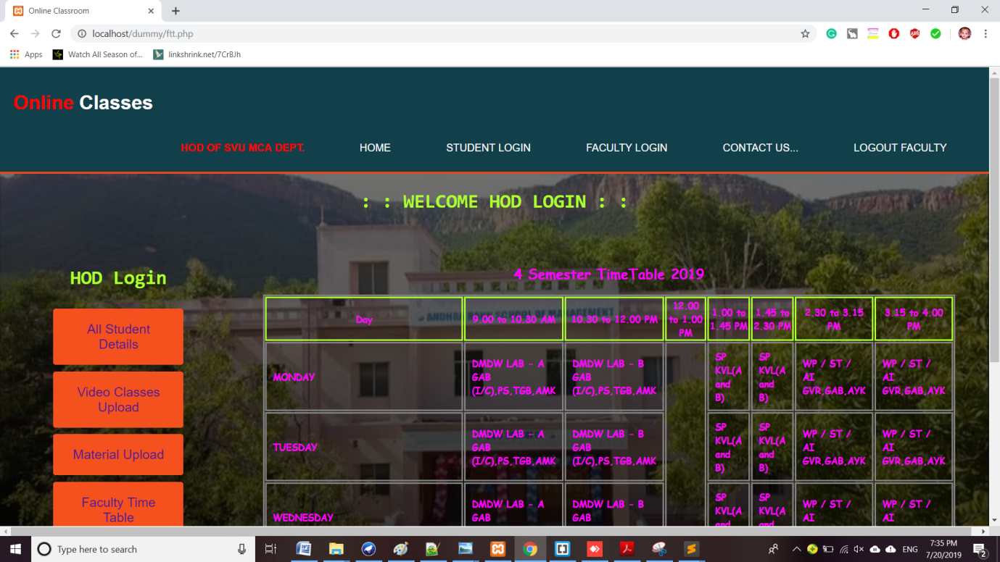 Online Classroom
localhost/dummy/ftt.php
Apps
Watch All Season of...
linkshrink.net/7CrBJh
Online Classes
HOD OF SVU MCA DEPT.
HOME
STUDENT LOGIN
FACULTY LOGIN
CONTACT US...
LOGOUT FACULTY
: : WELCOME HOD LOGIN : :
HOD Login
All Student
Details
Video Classes
Upload
Material Upload
Faculty Time
Table
4 Semester TimeTable 2019
Day
9.00 to 10.30 AM
10.30 to 12.00 PM
12.00
to 1.00
PM
1.00 to
1.45 PM
1.45 to
2.30 PM
2.30 to 3.15
PM
3.15 to 4.00
PM
MONDAY
DMDW LAB - A
GAB
(I/C),PS,TGB,AMK
DMDW LAB - B
GAB
(I/C),PS,TGB,AMK
SP
KVL(A
and
B)
SP
KVL(A
and
B)
WP / ST /
AI
GVR,GAB,AYK
WP / ST /
AI
GVR,GAB,AYK
TUESDAY
DMDW LAB - A
GAB
(I/C),PS,TGB,AMK
DMDW LAB - B
GAB
(I/C),PS,TGB,AMK
SP
KVL(A
and
B)
SP
KVL(A
and
B)
WP / ST /
AI
GVR,GAB,AYK
WP / ST /
AI
GVR,GAB,AYK
WEDNESDAY
DMDW LAB - A
GAB
DMDW LAB - B
GAB
SP
KVL(A
and
SP
KVL(A
and
WP / ST /
AI
WP / ST /
AI
Type here to search
ENG
7:35 PM
7/20/2019
2